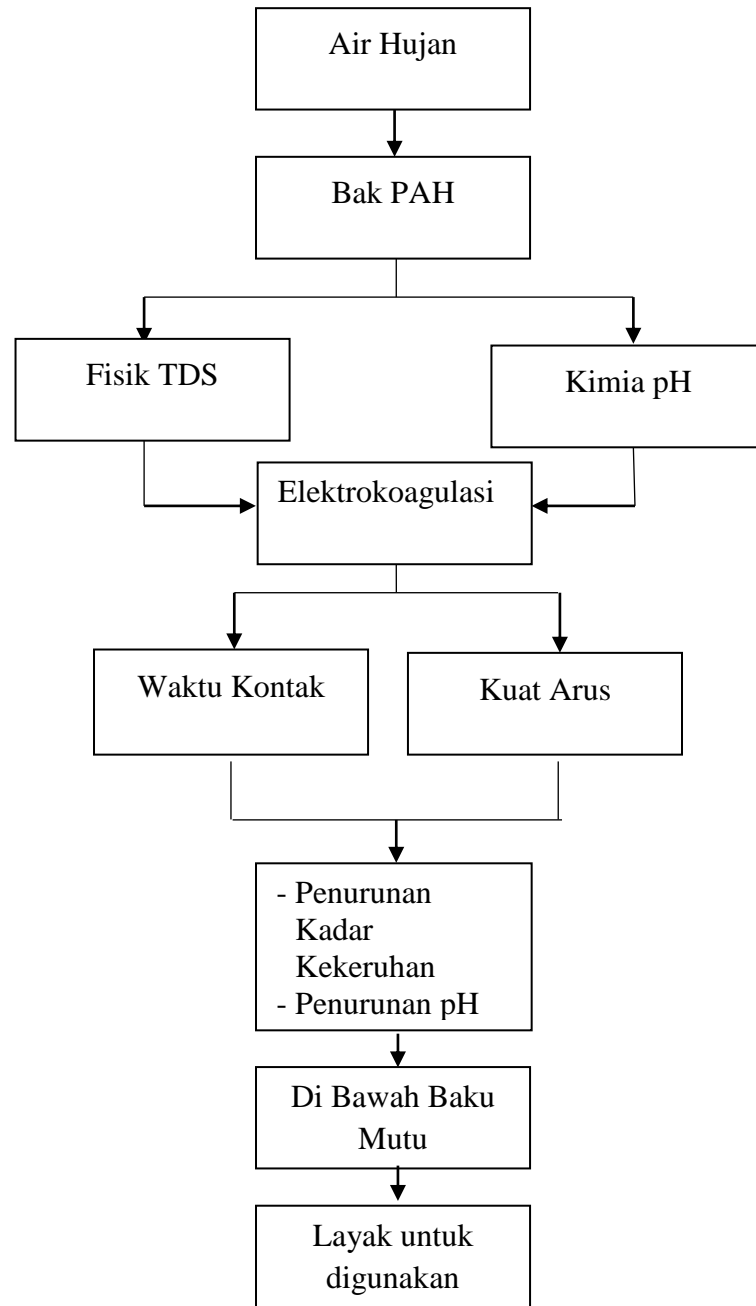 Air Hujan
Bak PAH
Fisik TDS
Kimia pH
Elektrokoagulasi
Waktu Kontak
Kuat Arus
- Penurunan
Kadar
Kekeruhan
- Penurunan pH
Di Bawah Baku
Mutu
Layak untuk
digunakan